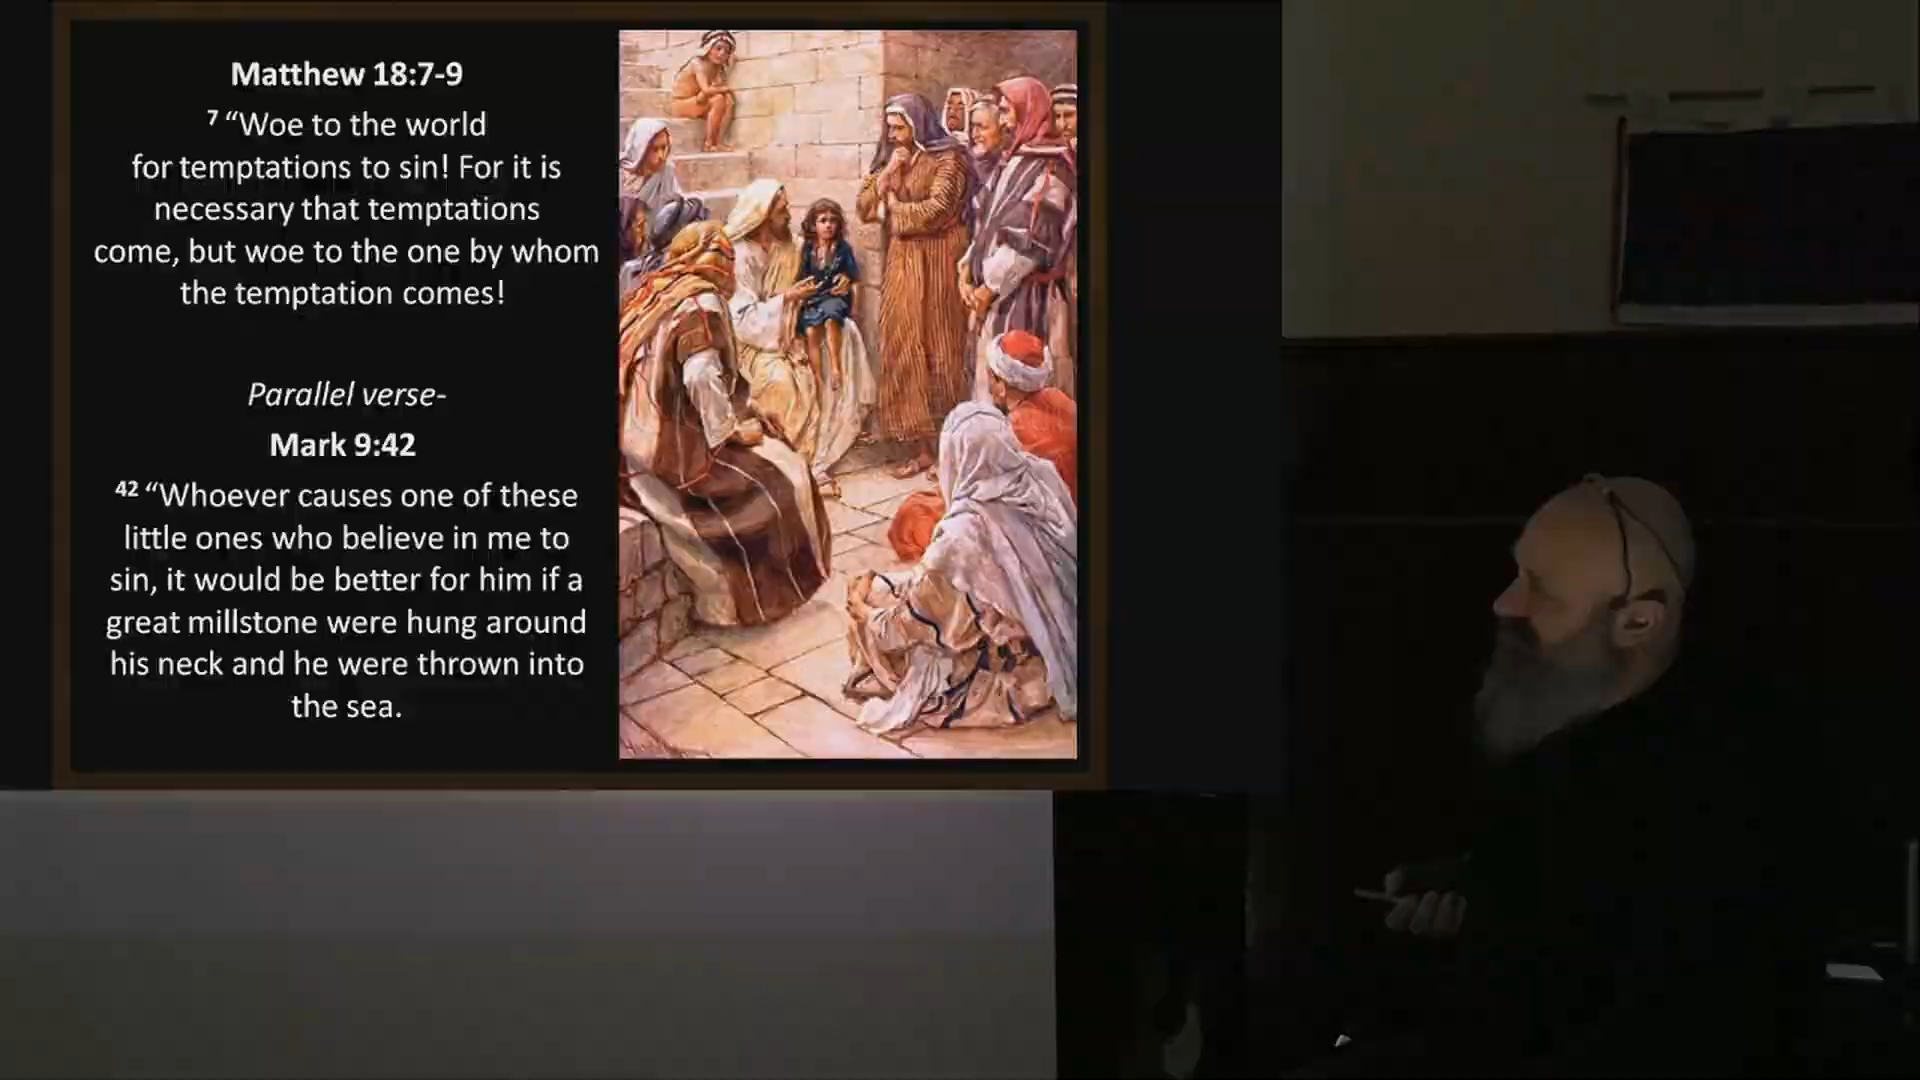 Matthew 18:7-9
7 “Woe to the world
for temptations to sin! For it is
necessary that temptations
come, but woe to the one by whom
the temptation comes!
Parallel verse-
Mark 9:42
42 “Whoever causes one of these
little ones who believe in me to
sin, it would be better for him if a
great millstone were hung around
his neck and he were thrown into
the sea.